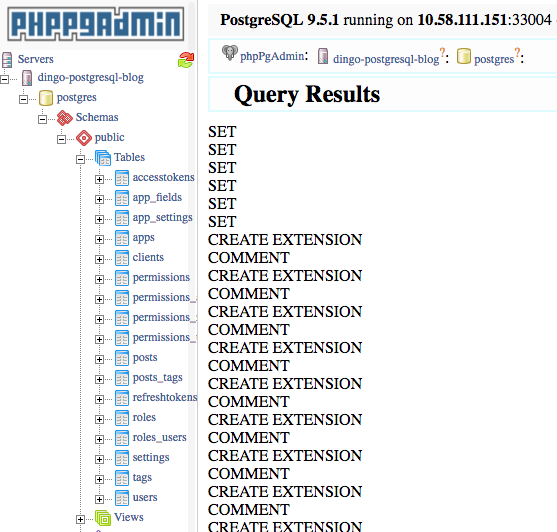 phpPgAdmin
Servers
dingo-postgresql-blog
postgres
Schemas
public
Tables
accesstokens
app_fields
app_settings
apps
clients
permissions
permissions_
permissions_
permissions_
posts
posts_tags
refreshtokens
roles
roles_users
settings
tags
users
Views
PostgreSQL 9.5.1 running on 10.58.111.151:33004
phpPgAdmin: dingo-postgresql-blog?: postgres?:
Query Results
SET
SET
SET
SET
SET
SET
CREATE EXTENSION
COMMENT
CREATE EXTENSION
COMMENT
CREATE EXTENSION
COMMENT
CREATE EXTENSION
COMMENT
CREATE EXTENSION
COMMENT
CREATE EXTENSION
COMMENT
CREATE EXTENSION
COMMENT
CREATE EXTENSION
COMMENT
CREATE EXTENSION